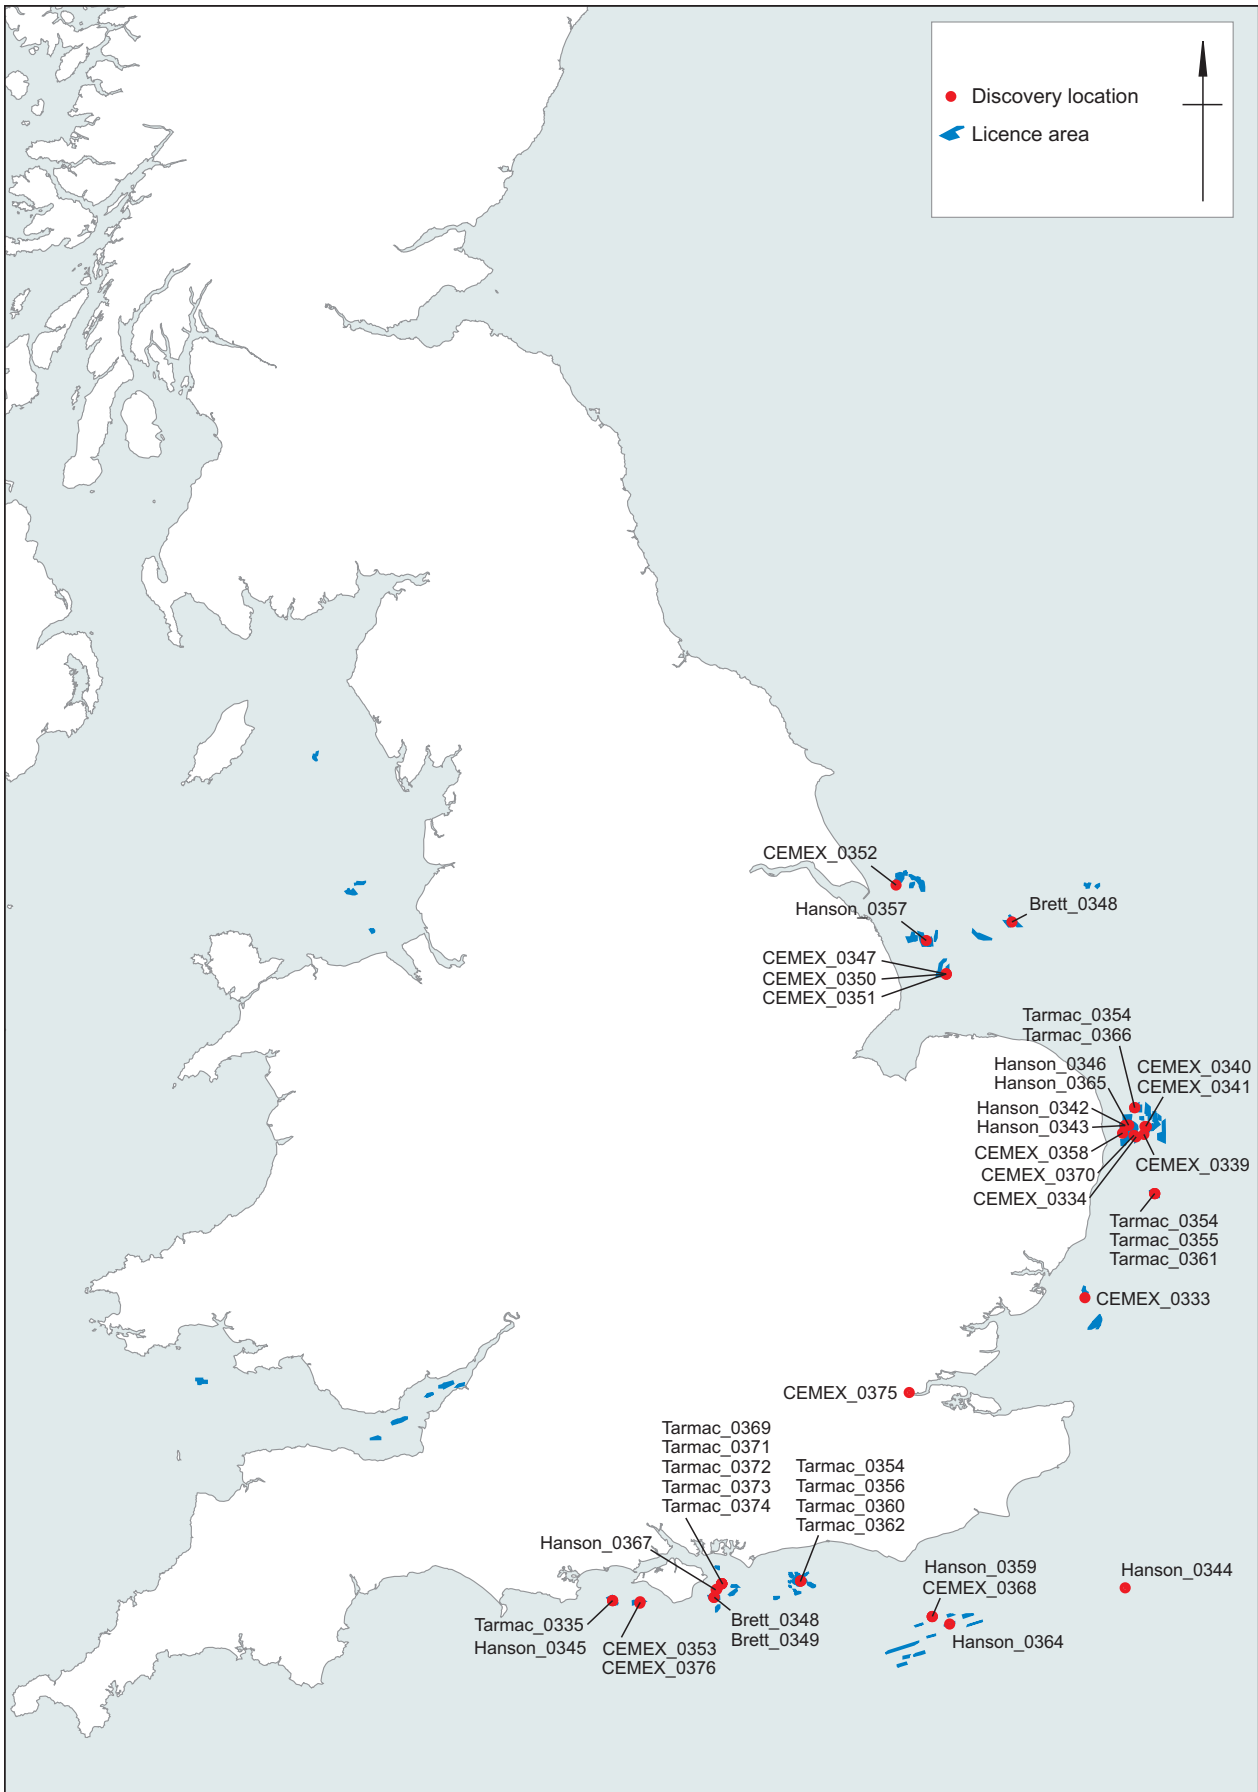 Discovery location
Licence area
CEMEX_0352
Hanson_0357
Brett_0348
CEMEX_0347
CEMEX_0350
CEMEX_0351
Tarmac_0354
Tarmac_0366
Hanson_0346
Hanson_0365
CEMEX_0340
CEMEX_0341
Hanson_0342
Hanson_0343
CEMEX_0358
CEMEX_0370
CEMEX_0334
CEMEX_0339
Tarmac_0354
Tarmac_0355
Tarmac_0361
CEMEX_0333
CEMEX_0375
Tarmac_0369
Tarmac_0371
Tarmac_0372
Tarmac_0373
Tarmac_0374
Tarmac_0354
Tarmac_0356
Tarmac_0360
Tarmac_0362
Hanson_0367
Hanson_0359
CEMEX_0368
Hanson_0344
Tarmac_0335
Hanson_0345
CEMEX_0353
CEMEX_0376
Brett_0348
Brett_0349
Hanson_0364